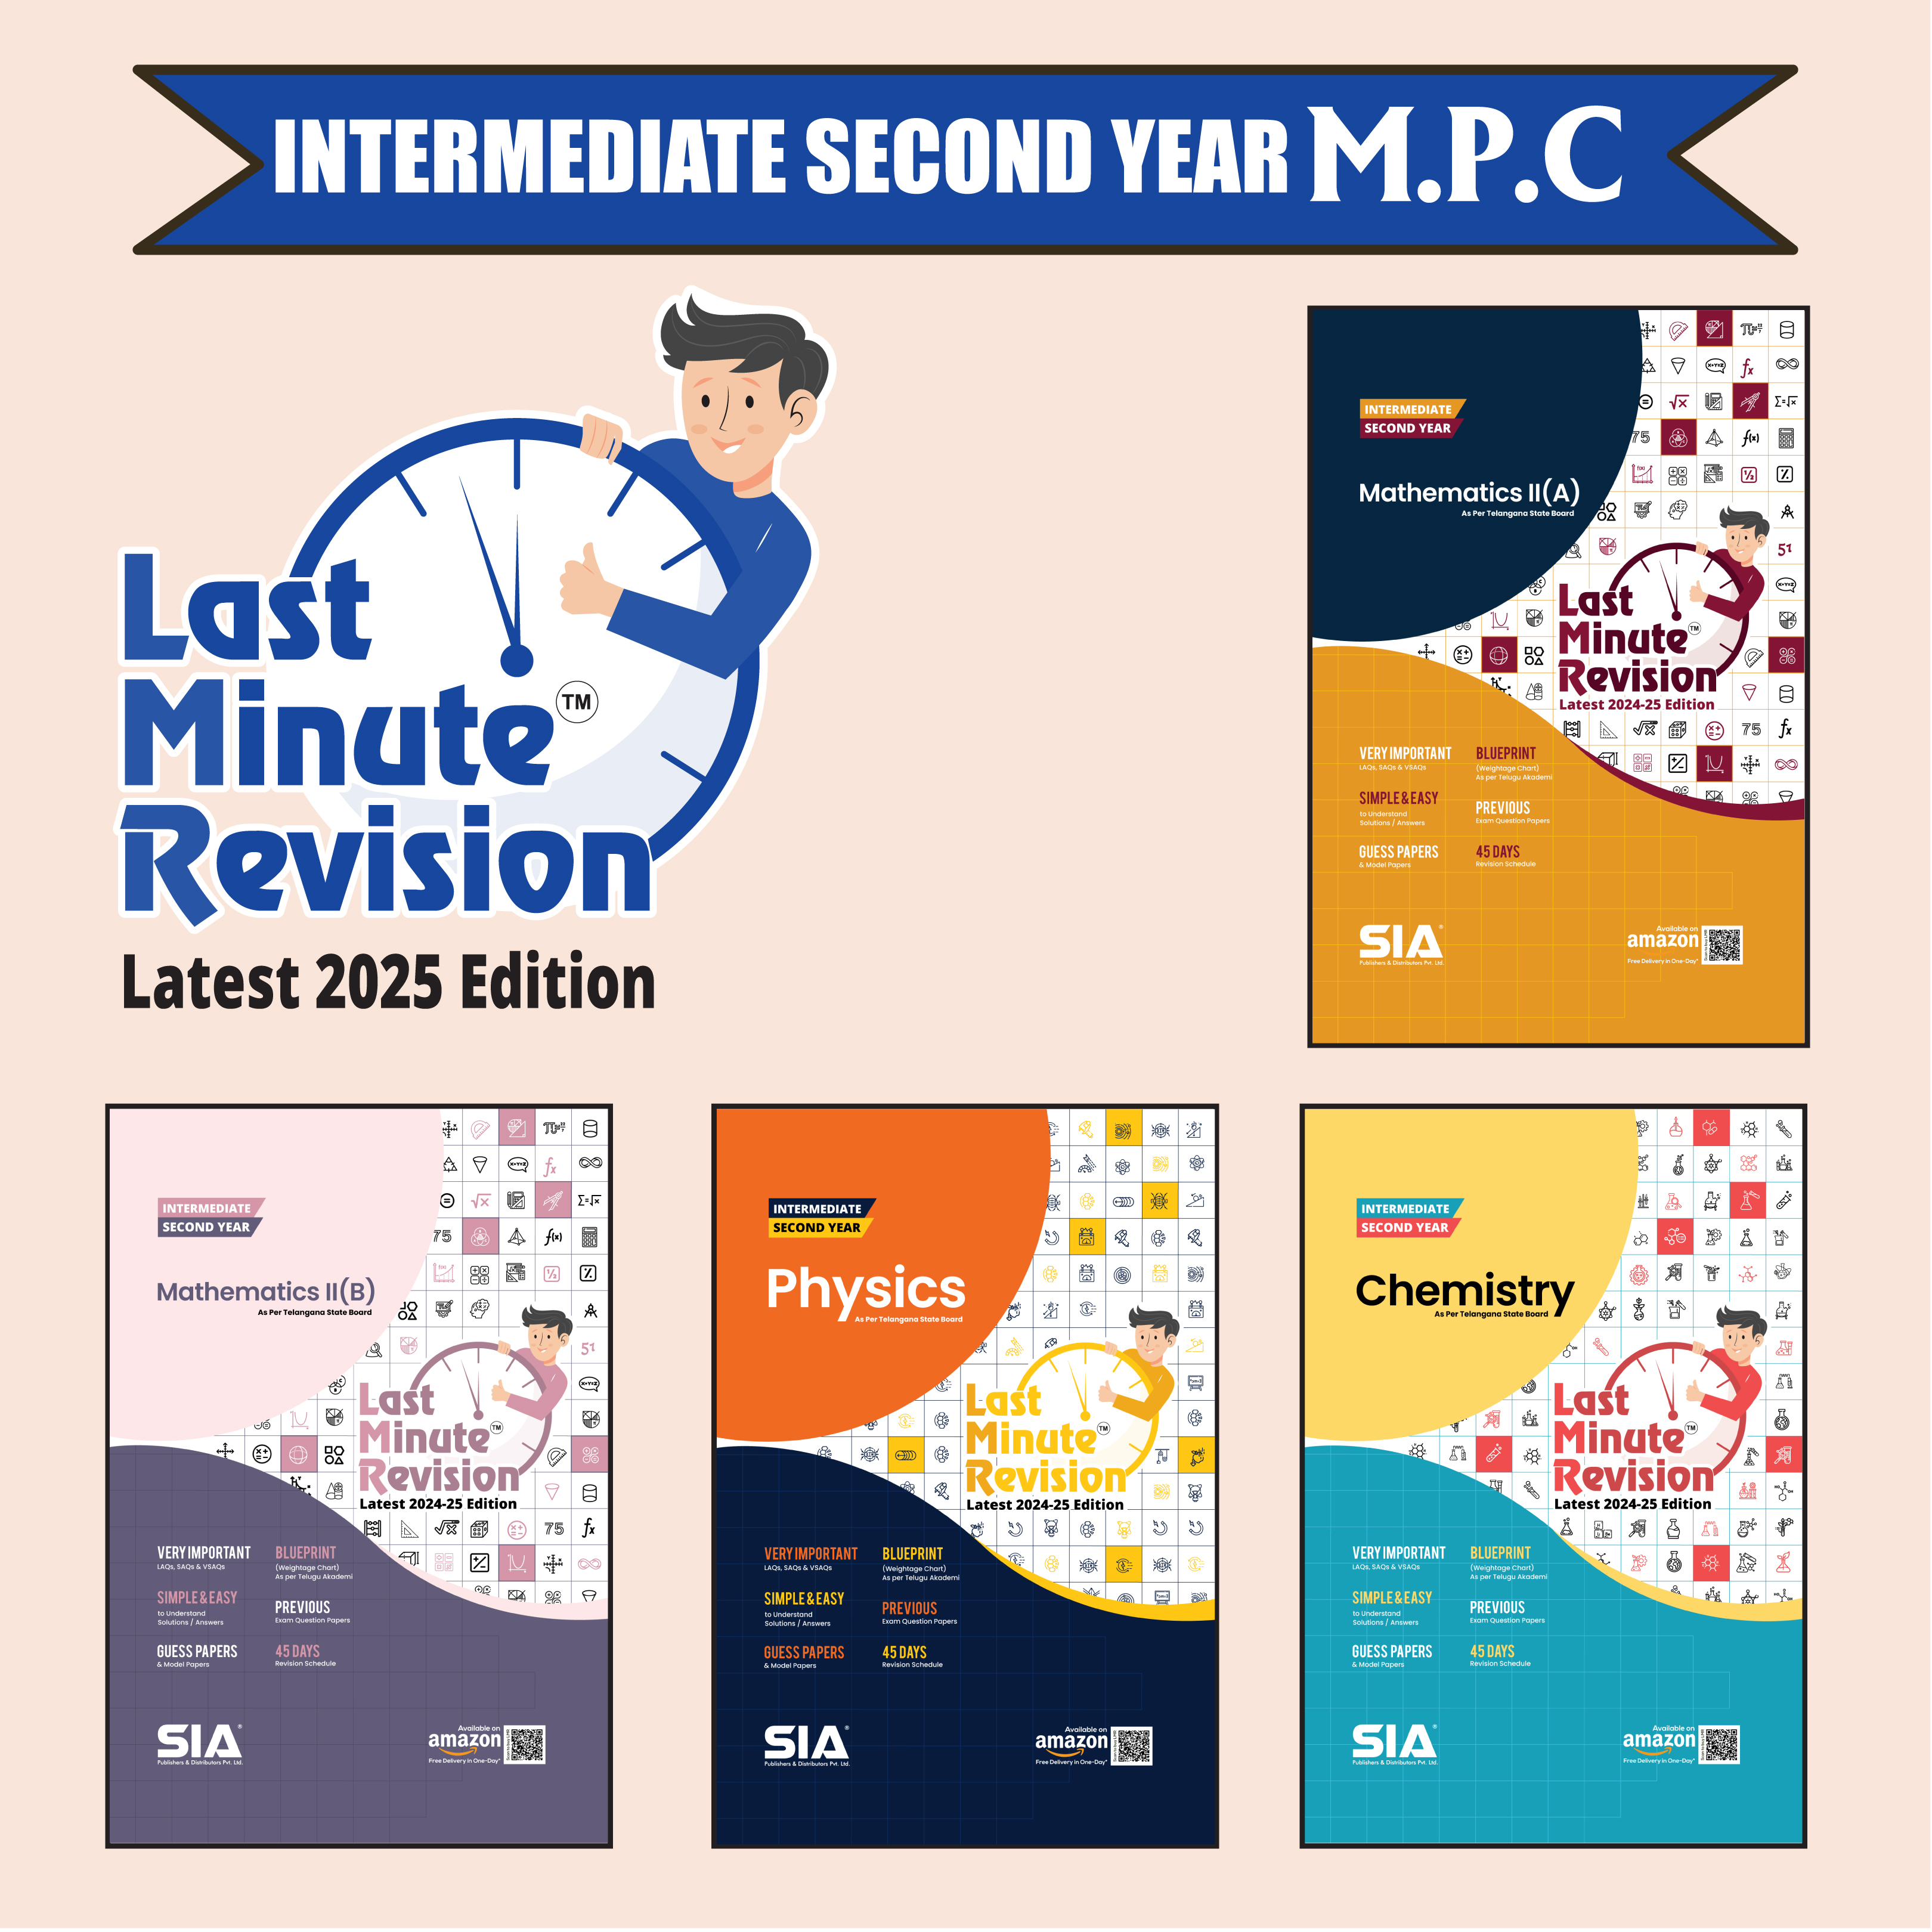 INTERMEDIATE SECOND YEAR M.P.C
Last
Minute TM
Revision
Latest 2025 Edition
INTERMEDIATE
SECOND YEAR
Mathematics II(A)
As Per Telangana State Board
Last
Minute TM
Revision
Latest 2024-25 Edition
VERY IMPORTANT
LAQs, SAQs & VSAQs
SIMPLE & EASY
to Understand
Solutions / Answers
GUESS PAPERS
& Model Papers
BLUEPRINT
(Weightage Chart)
As per Telugu Akademi
PREVIOUS
Exam Question Papers
45 DAYS
Revision Schedule
SIA®
Publishers & Distributors Pvt. Ltd.
Available on
amazon
Free Delivery in One-Day*
INTERMEDIATE
SECOND YEAR
Mathematics II(B)
As Per Telangana State Board
Last
Minute TM
Revision
Latest 2024-25 Edition
VERY IMPORTANT
LAQs, SAQs & VSAQs
SIMPLE & EASY
to Understand
Solutions / Answers
GUESS PAPERS
& Model Papers
BLUEPRINT
(Weightage Chart)
As per Telugu Akademi
PREVIOUS
Exam Question Papers
45 DAYS
Revision Schedule
SIA®
Publishers & Distributors Pvt. Ltd.
Available on
amazon
Free Delivery in One-Day*
INTERMEDIATE
SECOND YEAR
Physics
As Per Telangana State Board
Last
Minute TM
Revision
Latest 2024-25 Edition
VERY IMPORTANT
LAQs, SAQs & VSAQs
SIMPLE & EASY
to Understand
Solutions / Answers
GUESS PAPERS
& Model Papers
BLUEPRINT
(Weightage Chart)
As per Telugu Akademi
PREVIOUS
Exam Question Papers
45 DAYS
Revision Schedule
SIA®
Publishers & Distributors Pvt. Ltd.
Available on
amazon
Free Delivery in One-Day*
INTERMEDIATE
SECOND YEAR
Chemistry
As Per Telangana State Board
Last
Minute TM
Revision
Latest 2024-25 Edition
VERY IMPORTANT
LAQs, SAQs & VSAQs
SIMPLE & EASY
to Understand
Solutions / Answers
GUESS PAPERS
& Model Papers
BLUEPRINT
(Weightage Chart)
As per Telugu Akademi
PREVIOUS
Exam Question Papers
45 DAYS
Revision Schedule
SIA®
Publishers & Distributors Pvt. Ltd.
Available on
amazon
Free Delivery in One-Day*